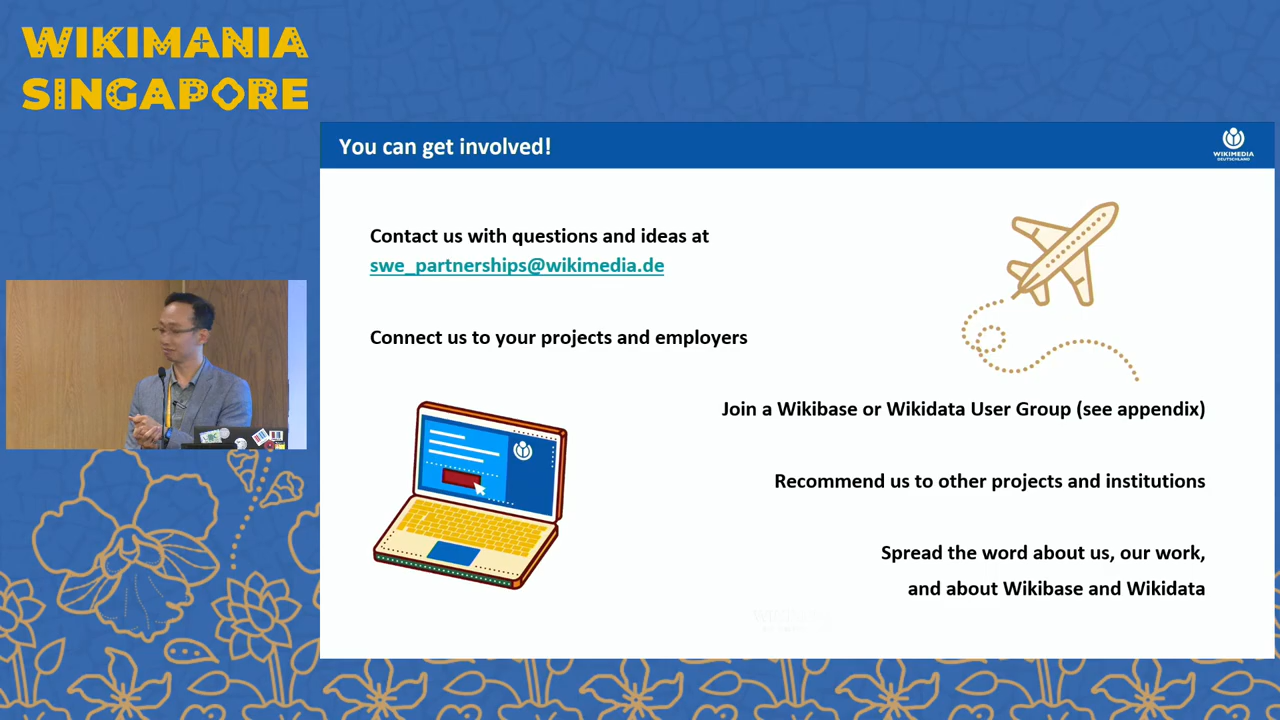 WIKIMANIA
SINGAPORE
You can get involved!
WIKIMEDIA
DEUTSCHLAND
Contact us with questions and ideas at
swe_partnerships@wikimedia.de
Connect us to your projects and employers
Join a Wikibase or Wikidata User Group (see appendix)
Recommend us to other projects and institutions
Spread the word about us, our work,
and about Wikibase and Wikidata